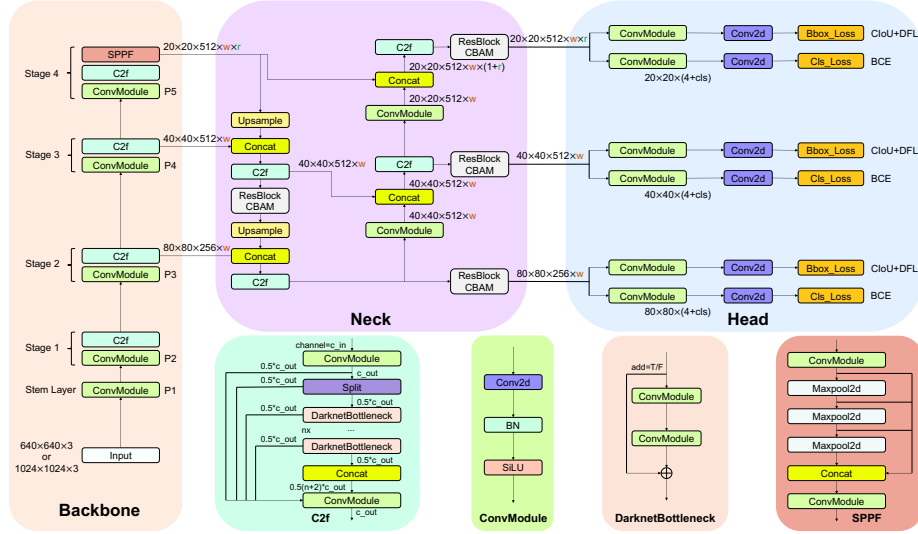 Stage 4
SPPF
C2f
ConvModule
P5
20×20×512×w×r
Stage 3
C2f
ConvModule
P4
40×40×512×w
Stage 2
C2f
ConvModule
P3
80×80×256×w
Stage 1
C2f
ConvModule
P2
Stem Layer
ConvModule
P1
640×640×3
or
1024×1024×3
Input
Backbone
Upsample
Concat
C2f
40×40×512×w
ResBlock
CBAM
Upsample
Concat
C2f
C2f
20×20×512×w×(1+r)
Concat
20×20×512×w
ConvModule
C2f
40×40×512×w
Concat
40×40×512×w
ConvModule
ResBlock
CBAM
20×20×512×w×r
ResBlock
CBAM
40×40×512×w
ResBlock
CBAM
80×80×256×w
Neck
ConvModule
Conv2d
Bbox_Loss
CIoU+DFL
ConvModule
Conv2d
Cls_Loss
BCE
20×20×(4+cls)
ConvModule
Conv2d
Bbox_Loss
CIoU+DFL
ConvModule
Conv2d
Cls_Loss
BCE
40×40×(4+cls)
ConvModule
Conv2d
Bbox_Loss
CIoU+DFL
ConvModule
Conv2d
Cls_Loss
BCE
80×80×(4+cls)
Head
channel=c_in
ConvModule
0.5*c_out
c_out
0.5*c_out
Split
0.5*c_out
0.5*c_out
DarknetBottleneck
nx
...
0.5*c_out
DarknetBottleneck
0.5*c_out
Concat
0.5(n+2)*c_out
ConvModule
c_out
C2f
Conv2d
BN
SiLU
ConvModule
add=T/F
ConvModule
ConvModule
DarknetBottleneck
ConvModule
Maxpool2d
Maxpool2d
Maxpool2d
Concat
ConvModule
SPPF